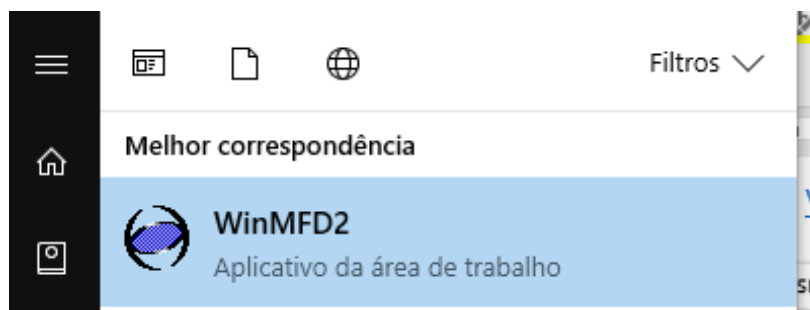 Filtros
Melhor correspondência
WinMFD2
Aplicativo da área de trabalho